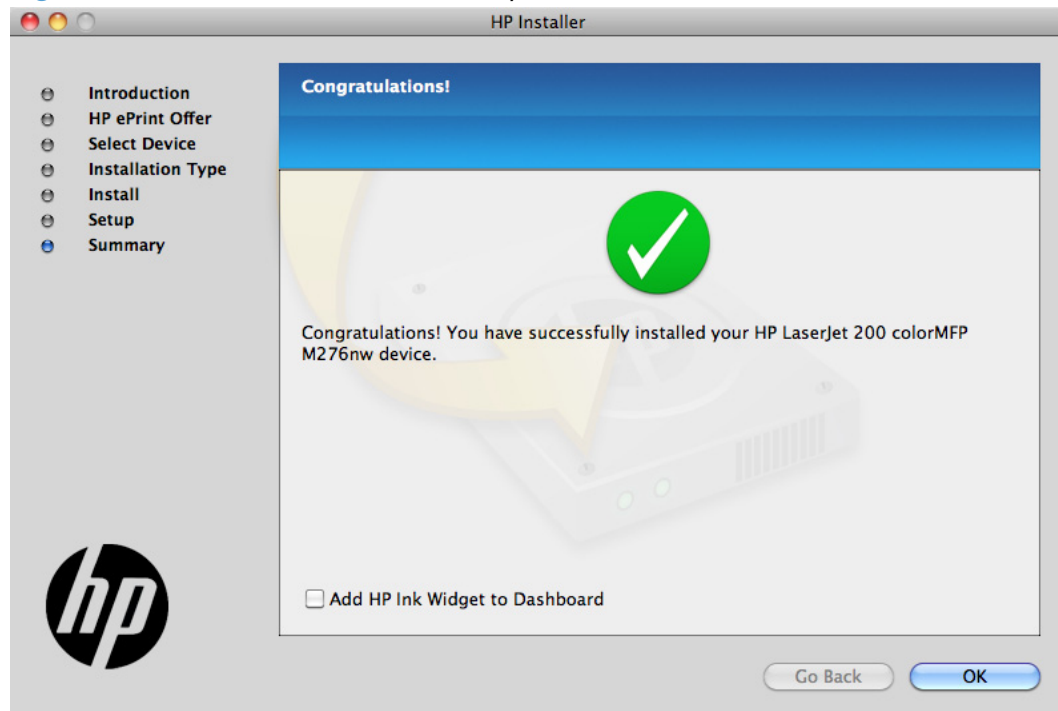 HP Installer
Introduction
HP ePrint Offer
Select Device
Installation Type
Install
Setup
Summary
Congratulations!
Congratulations! You have successfully installed your HP LaserJet 200 colorMFP
M276nw device.
Add HP Ink Widget to Dashboard
hp
Go Back
OK